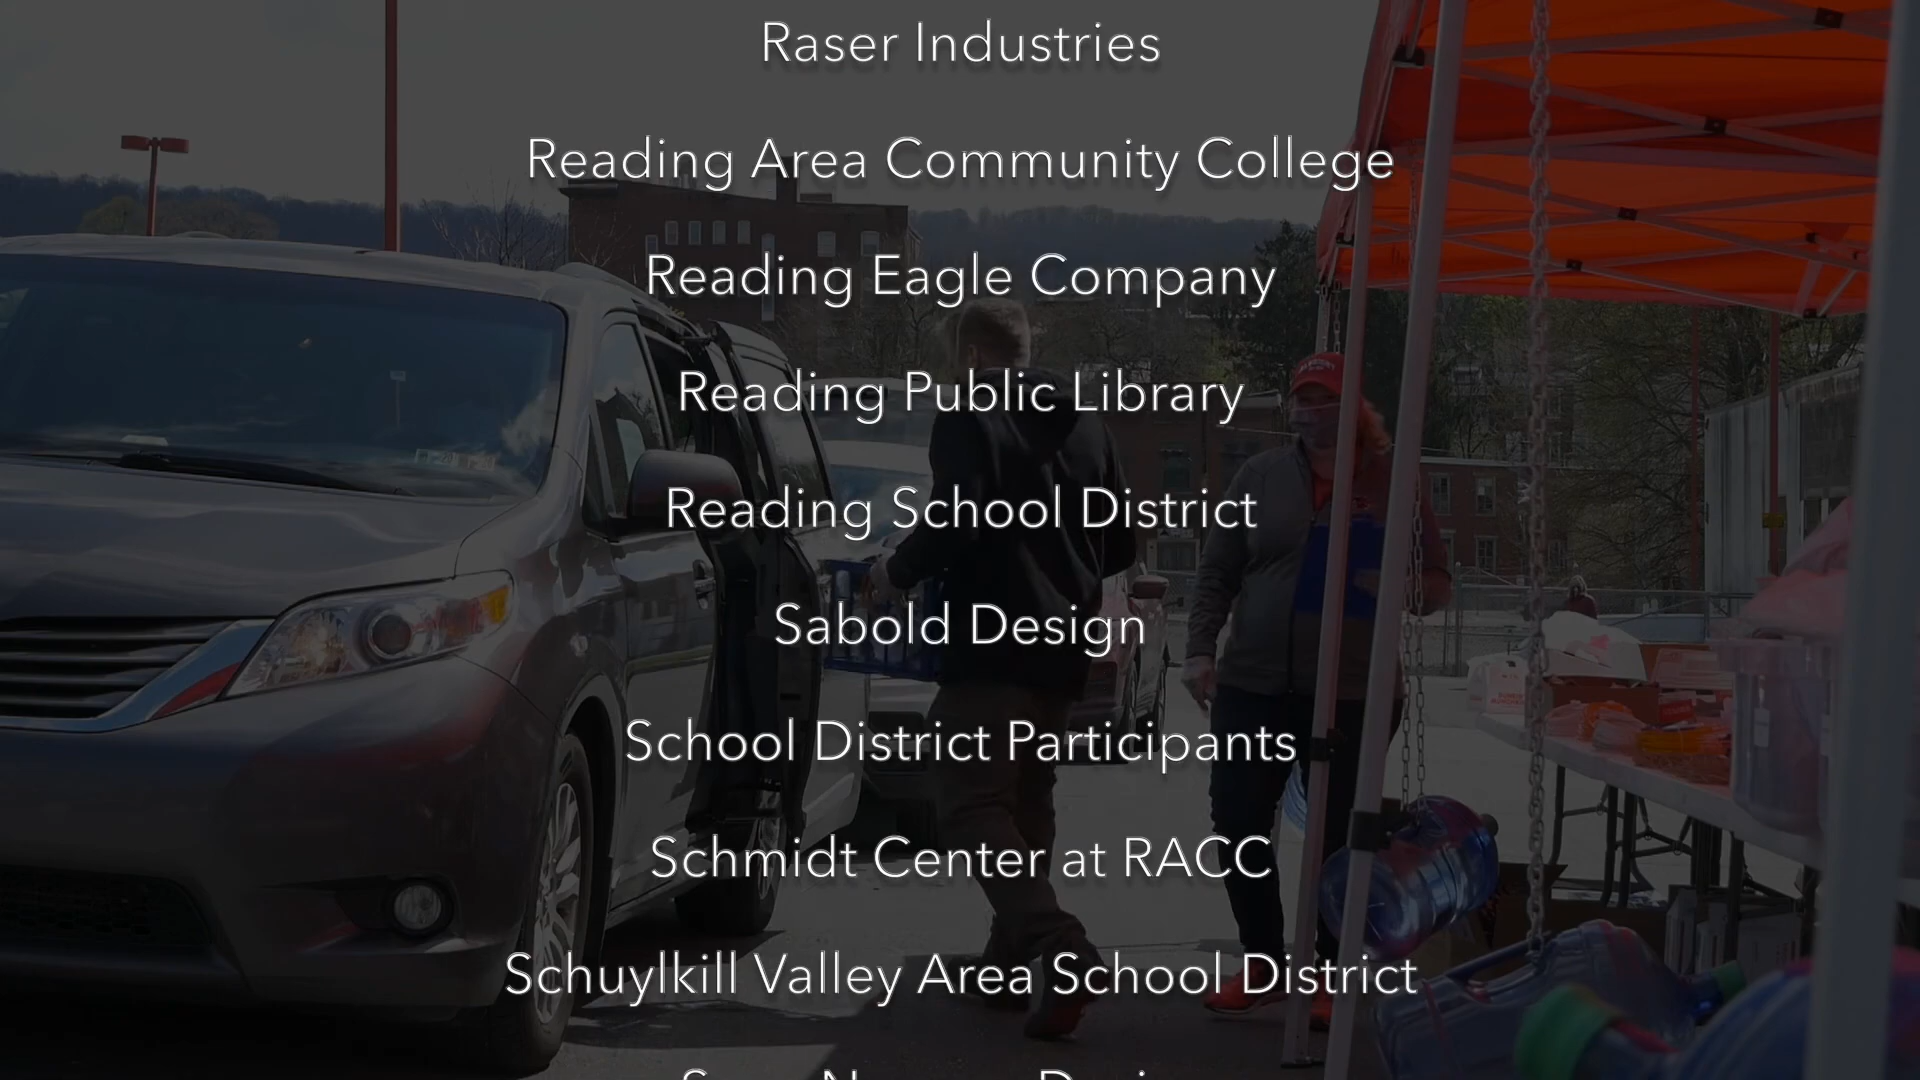 Raser Industries
Reading Area Community College
Reading Eagle Company
Reading Public Library
Reading School District
Sabold Design
School District Participants
Schmidt Center at RACC
Schuylkill Valley Area School District